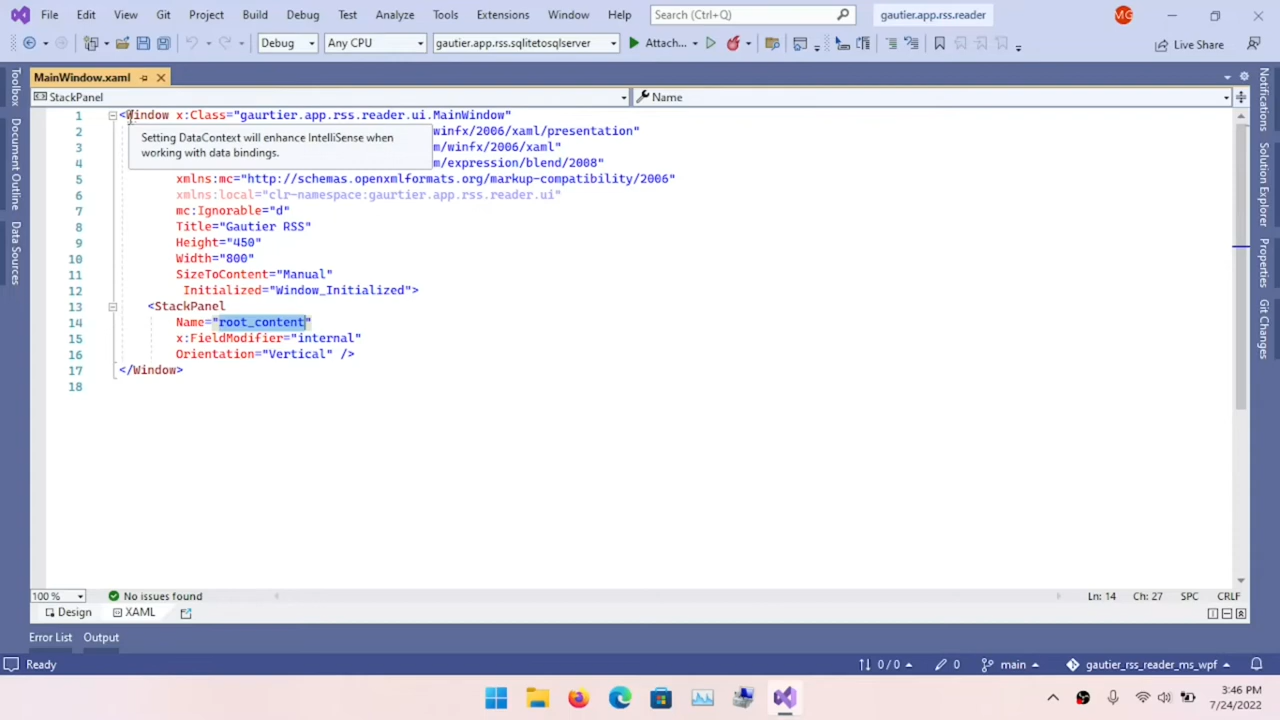 File Edit View Git Project Build Debug Test Analyze Tools Extensions Window Help Search (Ctrl+Q) gautier.app.rss.reader MG
Debug Any CPU gautier.app.rss.sqlitetosqlserver Attach... Live Share
MainWindow.xaml
StackPanel Name
Toolbox
Document Outline
Data Sources
1 <Window x:Class="gaurtier.app.rss.reader.ui.MainWindow"
2 winfx/2006/xaml/presentation"
3 m/winfx/2006/xaml"
4 m/expression/blend/2008"
Setting DataContext will enhance IntelliSense when
working with data bindings.
5 xmlns:mc="http://schemas.openxmlformats.org/markup-compatibility/2006"
6 xmlns:local="clr-namespace:gaurtier.app.rss.reader.ui"
7 mc:Ignorable="d"
8 Title="Gautier RSS"
9 Height="450"
10 Width="800"
11 SizeToContent="Manual"
12 Initialized="Window_Initialized">
13 <StackPanel
14 Name="root_content"
15 x:FieldModifier="internal"
16 Orientation="Vertical" />
17 </Window>
18
Notifications
Solution Explorer
Properties
Git Changes
100 % No issues found Ln: 14 Ch: 27 SPC CRLF
Design XAML
Error List Output
Ready 0 / 0 0 main gautier_rss_reader_ms_wpf
3:46 PM
7/24/2022